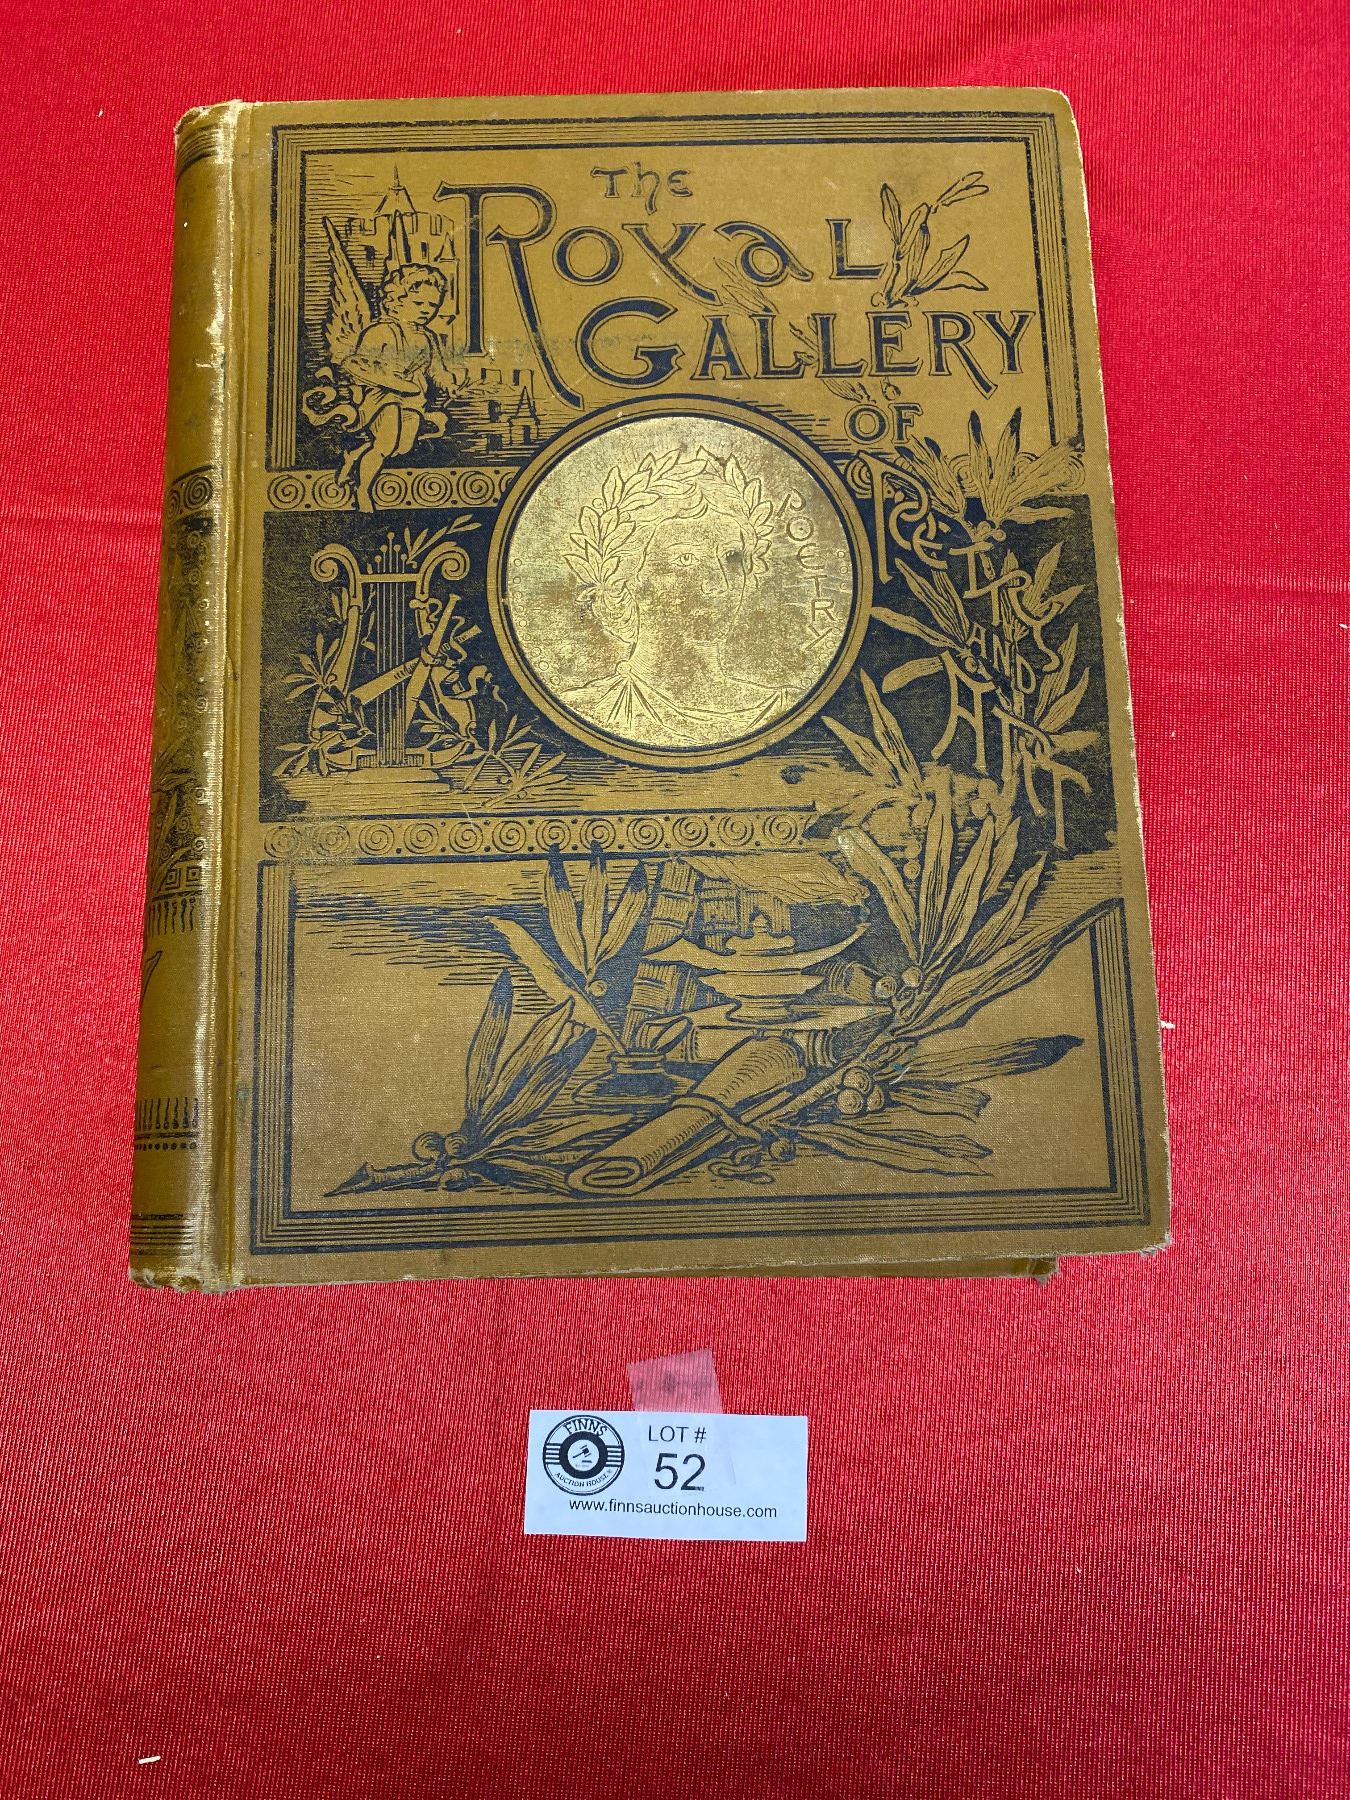 The
Royal
Gallery
of
Poetry
and
Art
POETRY
FINNS
AUCTION HOUSE
LOT #
52
www.finnsauctionhouse.com